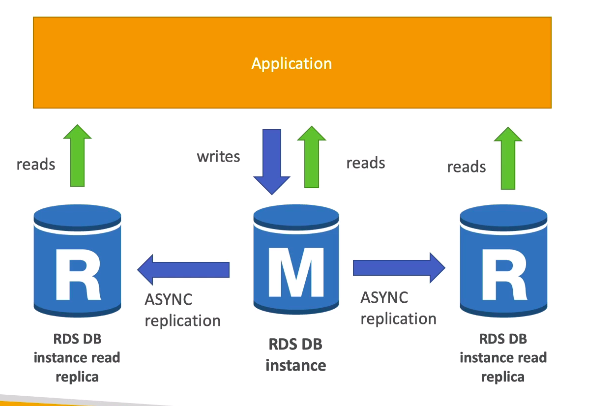 Application
reads
writes
reads
reads
R
M
R
ASYNC
replication
ASYNC
replication
RDS DB
instance read
replica
RDS DB
instance
RDS DB
instance read
replica